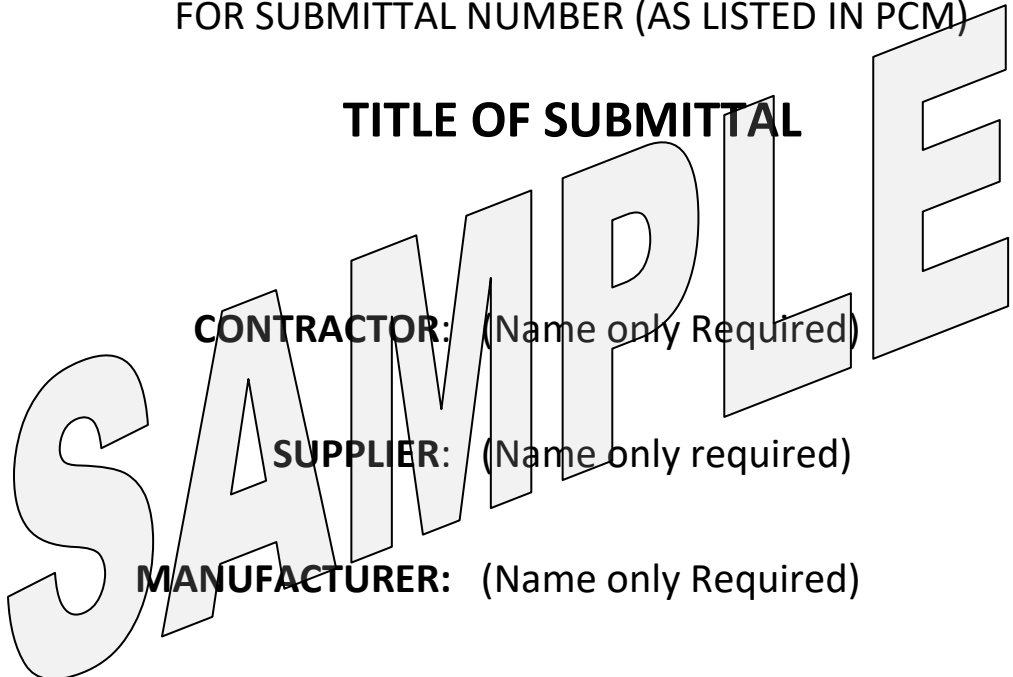 FOR SUBMITTAL NUMBER (AS LISTED IN PCM)
TITLE OF SUBMITTAL
CONTRACTOR: (Name only Required)
SUPPLIER: (Name only required)
MANUFACTURER: (Name only Required)
SAMPLE